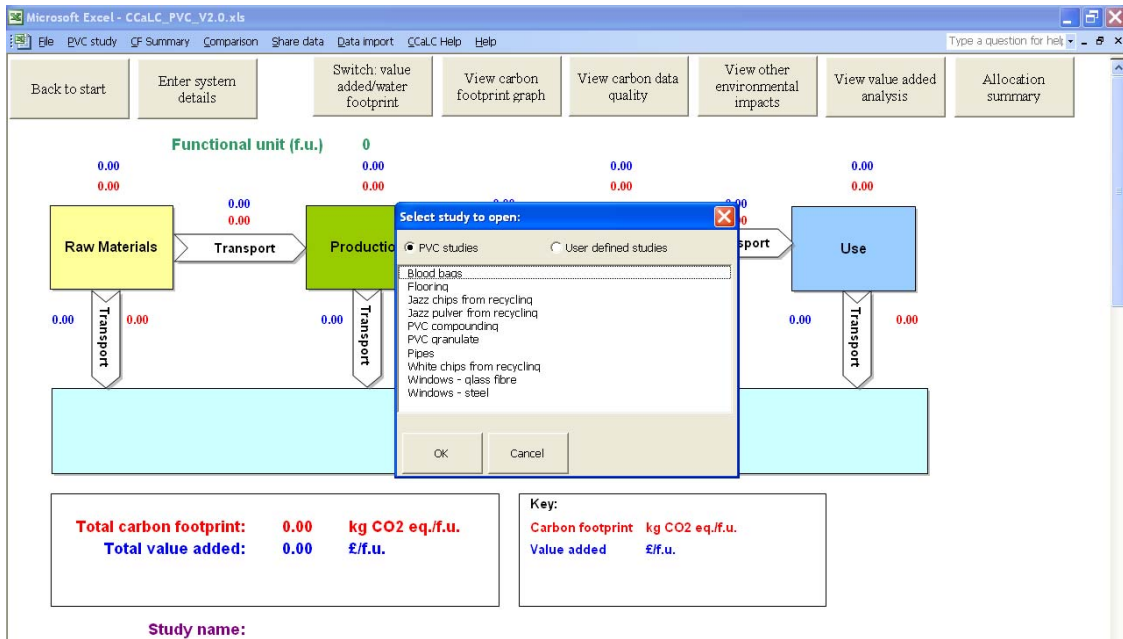 Microsoft Excel - CCaLC_PVC_V2.0.xls
File PVC study CF Summary Comparison Share data Data import CCaLC Help Help
Type a question for help
Back to start
Enter system
details
Switch: value
added/water
footprint
View carbon
footprint graph
View carbon data
quality
View other
environmental
impacts
View value added
analysis
Allocation
summary
Functional unit (f.u.) 0
0.00 0.00 0.00 0.00
0.00 0.00 0.00 0.00
0.00
0.00
Raw Materials
Transport
Use
Select study to open:
PVC studies
User defined studies
Blood bags
Flooring
Jazz chips from recycling
Jazz pulver from recycling
PVC compounding
PVC granulate
Pipes
White chips from recycling
Windows - glass fibre
Windows - steel
OK Cancel
0.00 Transport 0.00
0.00 Transport
0.00 Transport 0.00
Total carbon footprint: 0.00 kg CO2 eq./f.u.
Total value added: 0.00 £/f.u.
Key:
Carbon footprint kg CO2 eq./f.u.
Value added £/f.u.
Study name: